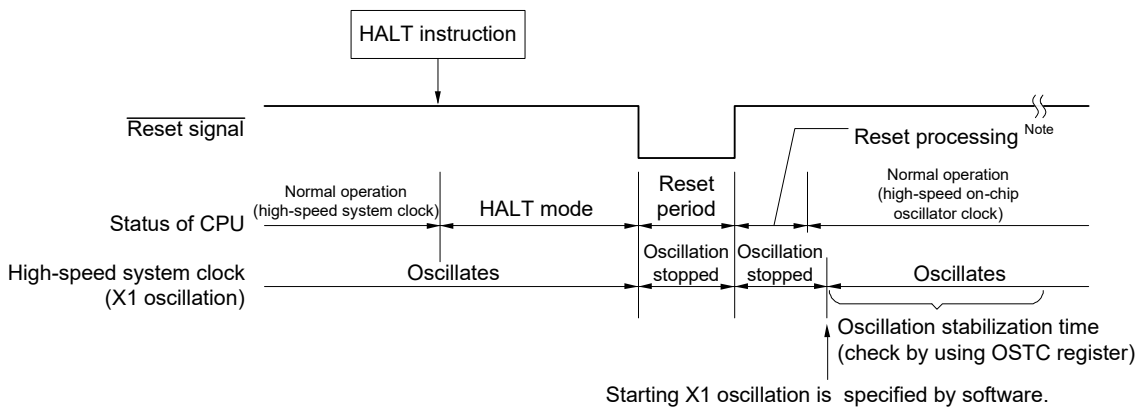 HALT instruction
Reset signal
Reset processing Note
Status of CPU
Normal operation
(high-speed system clock)
HALT mode
Reset
period
Normal operation
(high-speed on-chip
oscillator clock)
High-speed system clock
(X1 oscillation)
Oscillates
Oscillation
stopped
Oscillation
stopped
Oscillates
Oscillation stabilization time
(check by using OSTC register)
Starting X1 oscillation is specified by software.